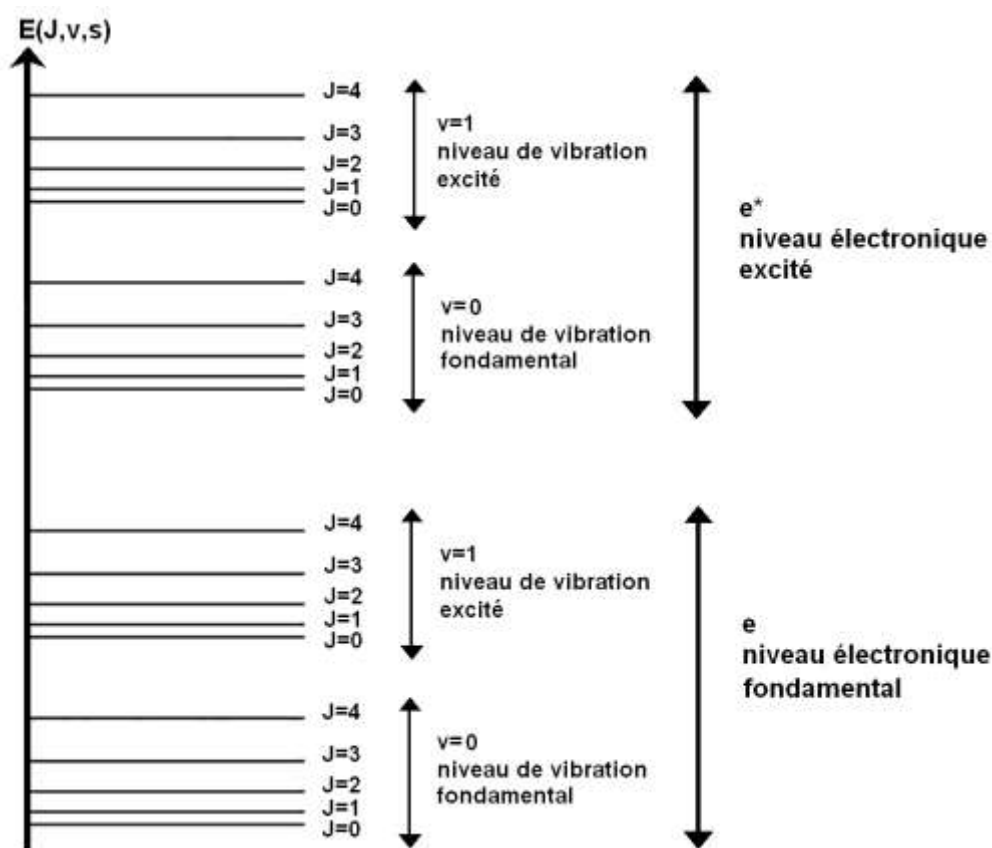 E(J,v,s)
J=4
J=3
J=2
J=1
J=0
v=1
niveau de vibration
excité
J=4
J=3
J=2
J=1
J=0
v=0
niveau de vibration
fondamental
e*
niveau électronique
excité
J=4
J=3
J=2
J=1
J=0
v=1
niveau de vibration
excité
J=4
J=3
J=2
J=1
J=0
v=0
niveau de vibration
fondamental
e
niveau électronique
fondamental